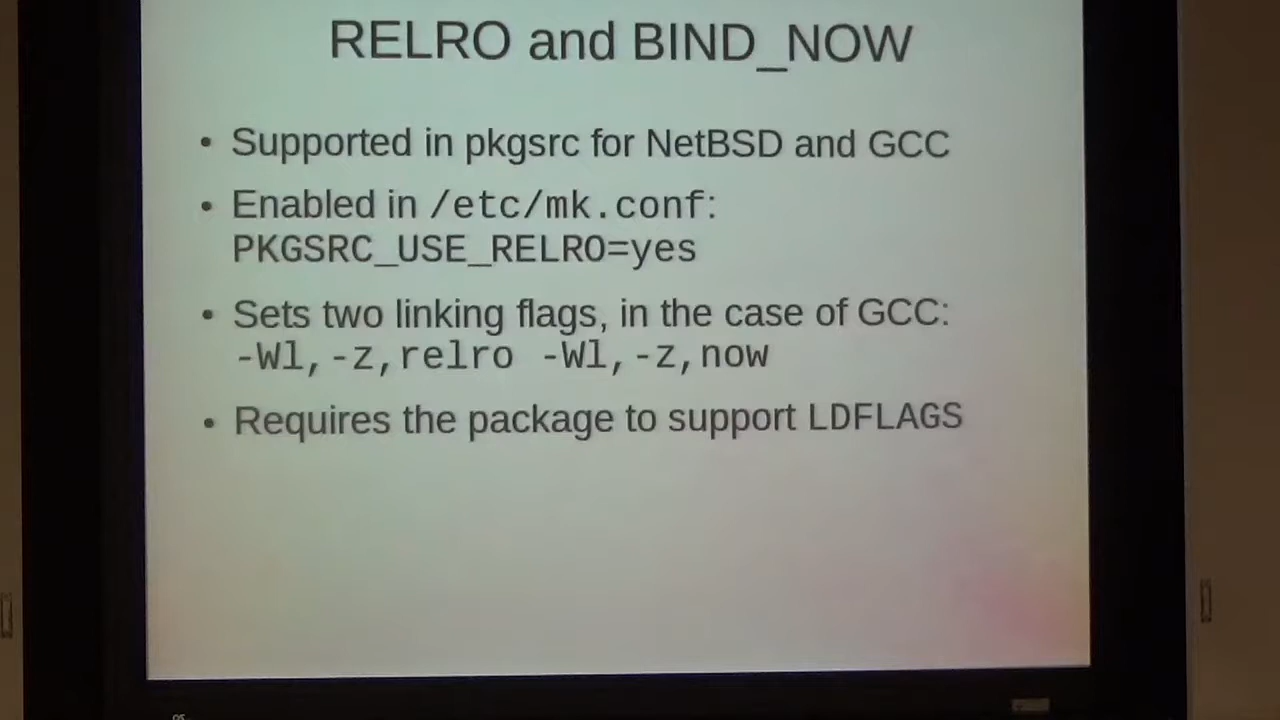 RELRO and BIND_NOW
• Supported in pkgsrc for NetBSD and GCC
• Enabled in /etc/mk.conf:
PKGSRC_USE_RELRO=yes
• Sets two linking flags, in the case of GCC:
-Wl,-z,relro -Wl,-z,now
• Requires the package to support LDFLAGS